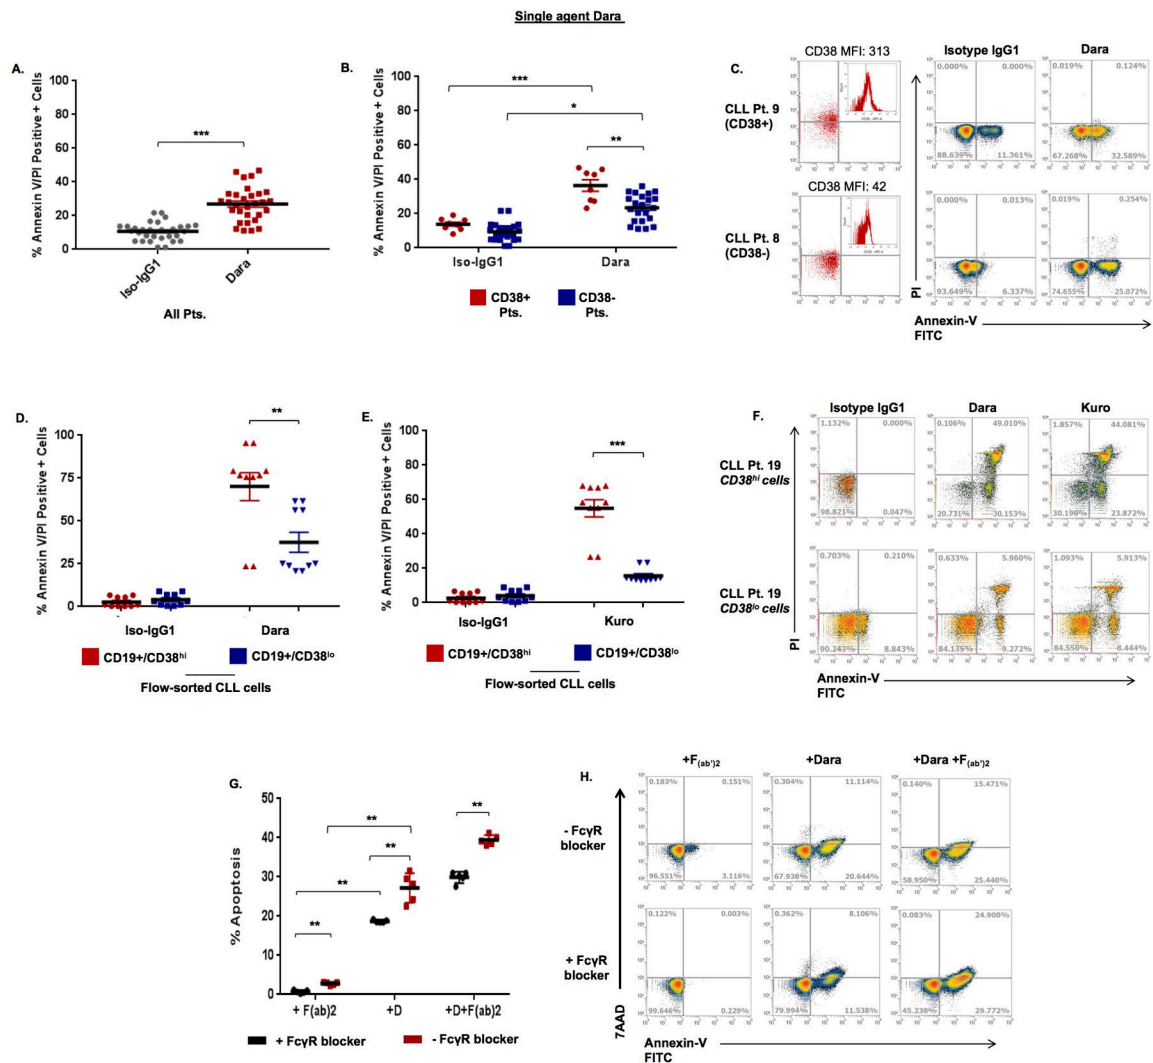 Single agent Dara
A.
% Annexin V/PI Positive + Cells
100
80
60
40
20
0
***
Iso-IgG1
Dara
All Pts.
B.
% Annexin V/PI Positive + Cells
100
80
60
40
20
0
***
*
**
Iso-IgG1
Dara
CD38+ Pts.
CD38- Pts.
C.
CD38 MFI: 313
Isotype IgG1
Dara
CLL Pt. 9
(CD38+)
0.000%
0.000%
88.639%
11.361%
0.019%
0.124%
67.268%
32.589%
CD38 MFI: 42
CLL Pt. 8
(CD38-)
0.000%
0.013%
93.649%
6.337%
0.019%
0.254%
74.655%
25.072%
PI
Annexin-V
FITC
D.
% Annexin V/PI Positive + Cells
100
75
50
25
0
**
Iso-IgG1
Dara
CD19+/CD38hi
CD19+/CD38lo
Flow-sorted CLL cells
E.
% Annexin V/PI Positive + Cells
100
80
60
40
20
0
***
Iso-IgG1
Kuro
CD19+/CD38hi
CD19+/CD38lo
Flow-sorted CLL cells
F.
Isotype IgG1
Dara
Kuro
CLL Pt. 19
CD38hi cells
1.132%
0.000%
98.821%
0.047%
0.106%
49.010%
20.731%
30.153%
1.857%
44.081%
30.190%
23.872%
CLL Pt. 19
CD38lo cells
0.703%
0.210%
90.243%
8.843%
0.633%
5.960%
84.135%
9.272%
1.093%
5.913%
84.550%
8.444%
PI
Annexin-V
FITC
G.
% Apoptosis
50
40
30
20
10
0
**
**
**
**
**
+ F(ab)2
+D
+D+F(ab)2
+ FcγR blocker
- FcγR blocker
H.
+F(ab')2
+Dara
+Dara +F(ab')2
- FcγR
blocker
0.183%
0.151%
96.551%
3.116%
0.304%
11.114%
67.938%
20.644%
0.140%
15.471%
58.950%
25.440%
+ FcγR
blocker
0.122%
0.003%
99.646%
0.229%
0.362%
8.106%
79.994%
11.538%
0.083%
24.908%
45.238%
29.772%
7AAD
Annexin-V
FITC